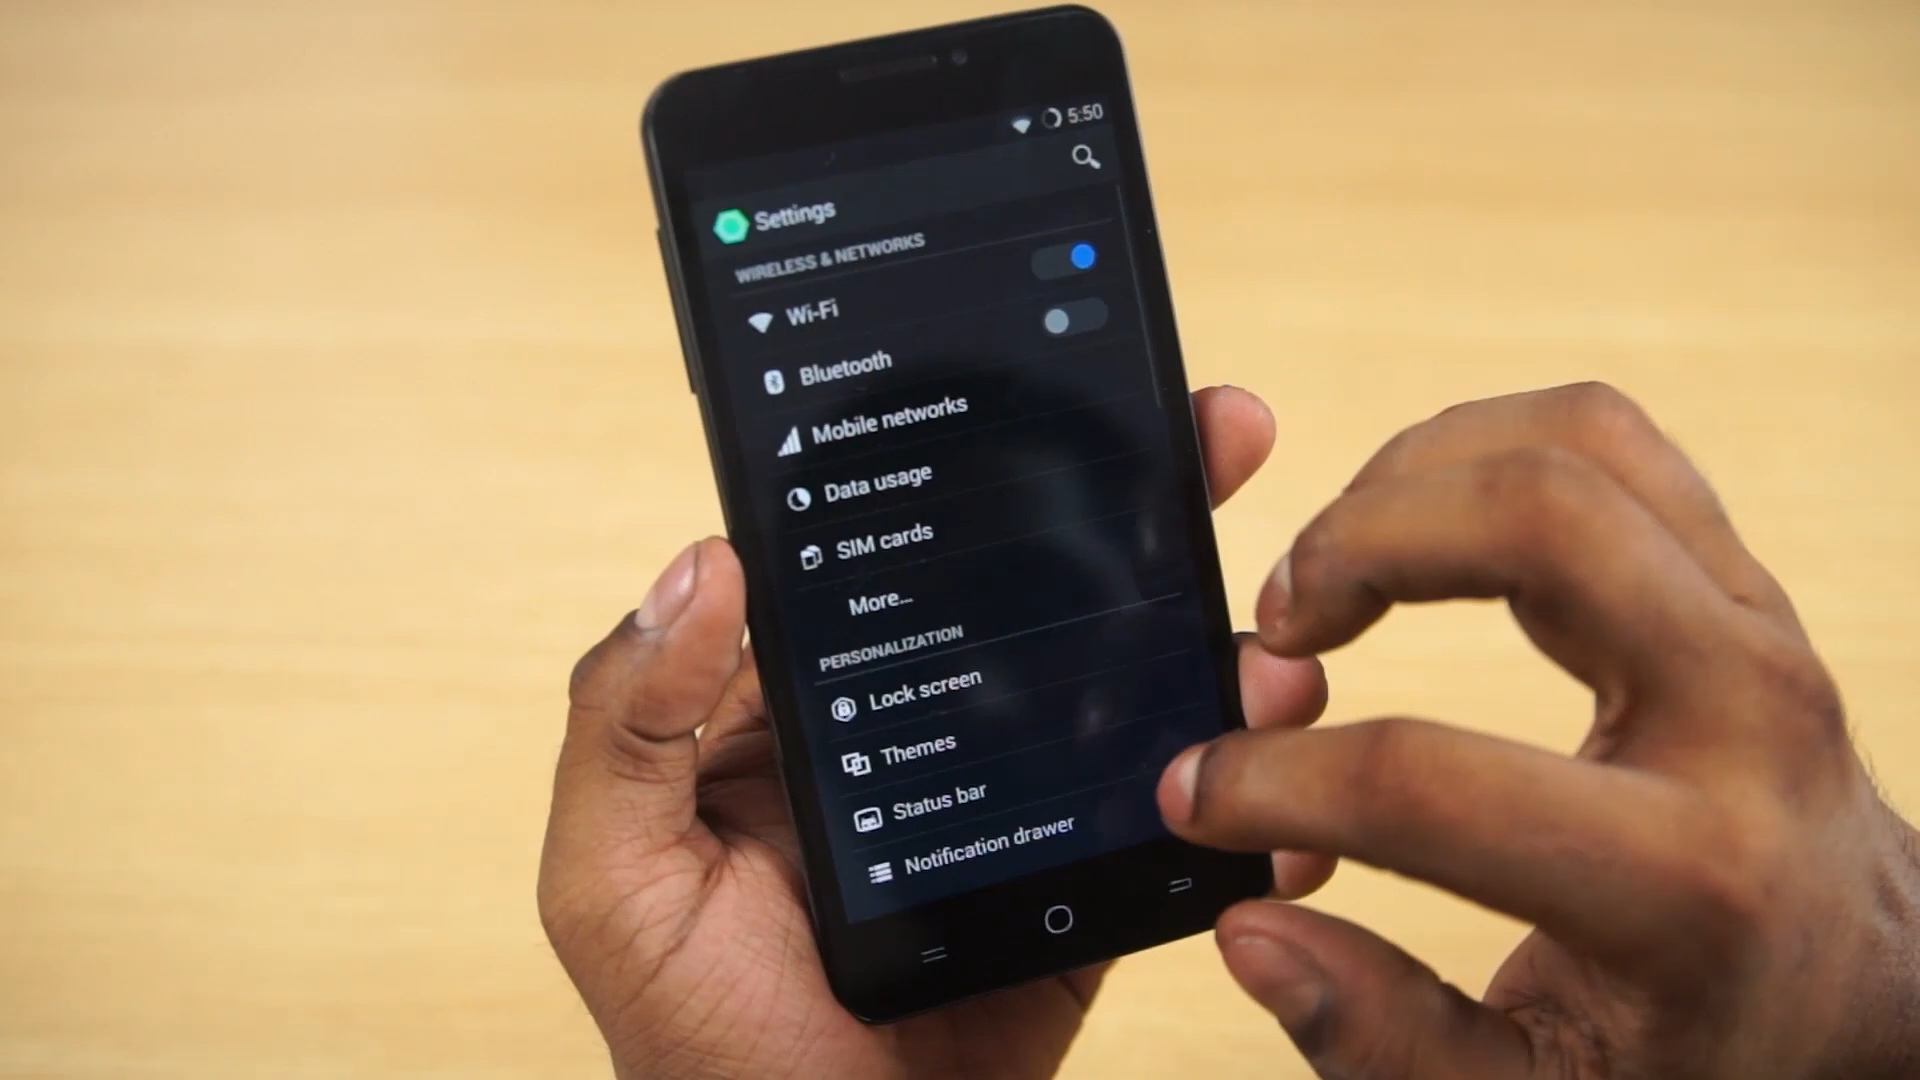 5:50
Settings
WIRELESS & NETWORKS
Wi-Fi
Bluetooth
Mobile networks
Data usage
SIM cards
More...
PERSONALIZATION
Lock screen
Themes
Status bar
Notification drawer